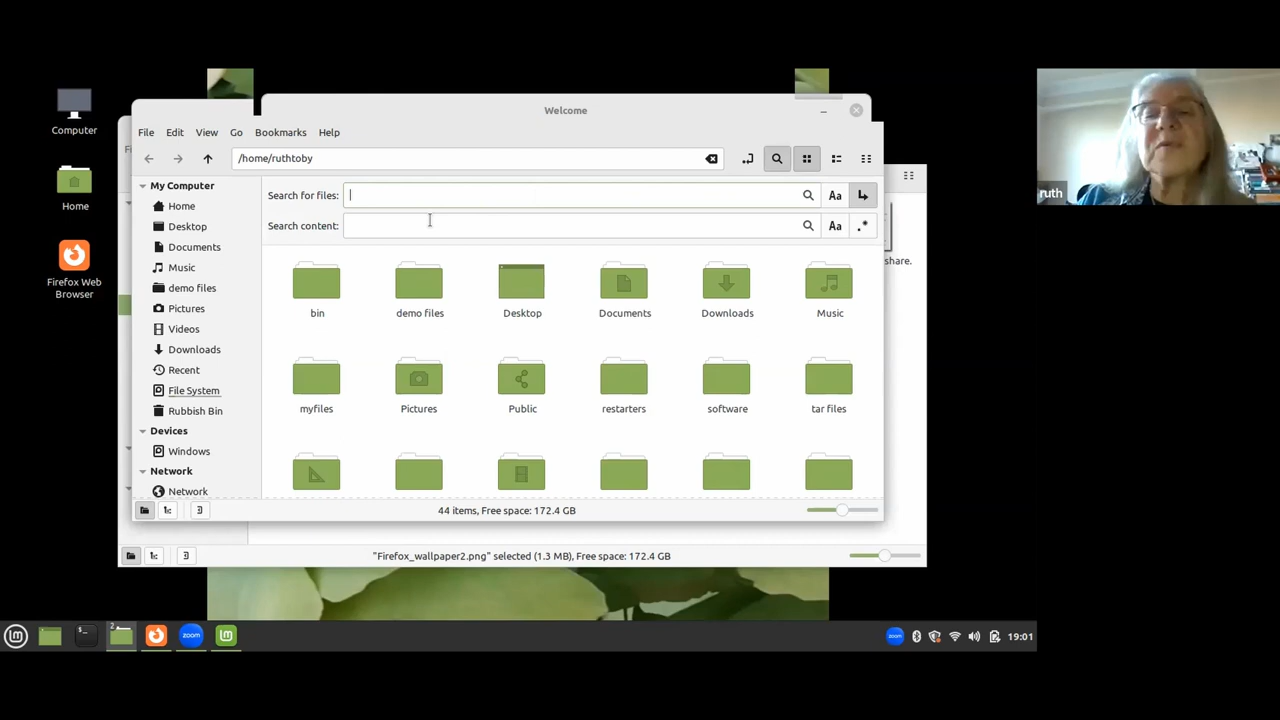 Computer
Home
Firefox Web
Browser
Welcome
File Edit View Go Bookmarks Help
/home/ruthtoby
My Computer
Home
Desktop
Documents
Music
demo files
Pictures
Videos
Downloads
Recent
File System
Rubbish Bin
Devices
Windows
Network
Network
Search for files:
Aa
Search content:
Aa
.*
bin
demo files
Desktop
Documents
Downloads
Music
myfiles
Pictures
Public
restarters
software
tar files
44 items, Free space: 172.4 GB
share.
"Firefox_wallpaper2.png" selected (1.3 MB), Free space: 172.4 GB
2
zoom
zoom
19:01
ruth